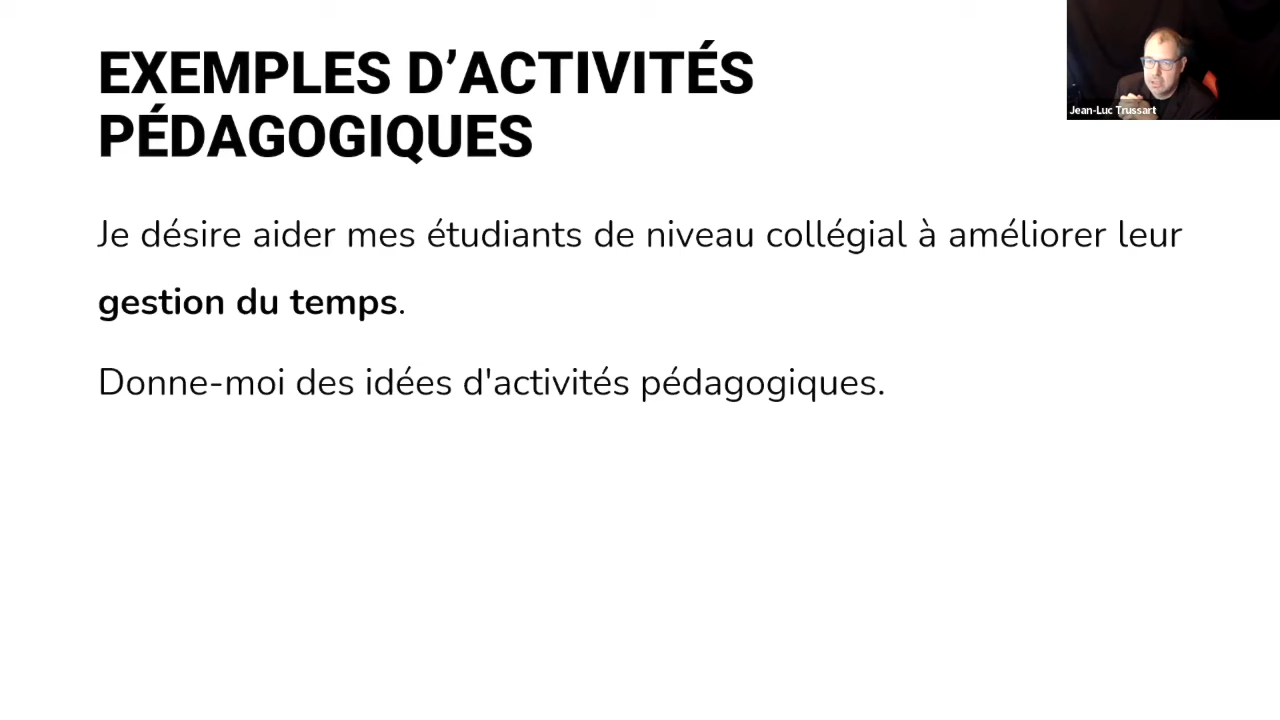 EXEMPLES D’ACTIVITÉS
PÉDAGOGIQUES
Jean-Luc Trussart
Je désire aider mes étudiants de niveau collégial à améliorer leur
gestion du temps.
Donne-moi des idées d'activités pédagogiques.